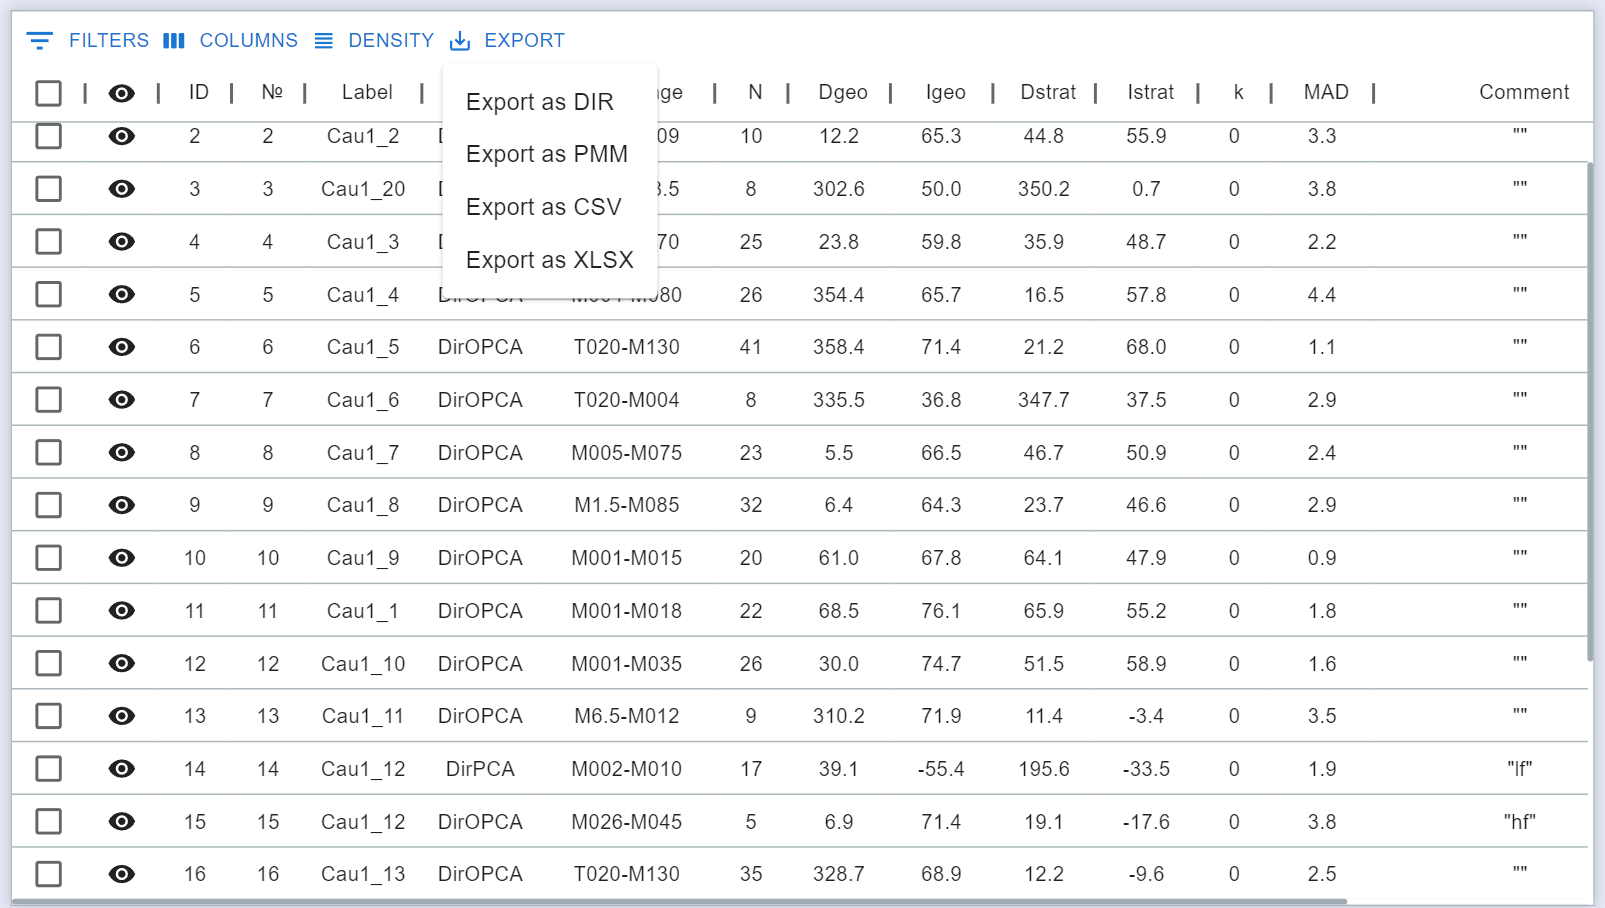 FILTERS COLUMNS DENSITY EXPORT
ID № Label N Dgeo Igeo Dstrat Istrat k MAD Comment
Export as DIR
Export as PMM
Export as CSV
Export as XLSX
2 2 Cau1_2 10 12.2 65.3 44.8 55.9 0 3.3 ""
3 3 Cau1_20 8 302.6 50.0 350.2 0.7 0 3.8 ""
4 4 Cau1_3 25 23.8 59.8 35.9 48.7 0 2.2 ""
5 5 Cau1_4 DirOPCA M001-M080 26 354.4 65.7 16.5 57.8 0 4.4 ""
6 6 Cau1_5 DirOPCA T020-M130 41 358.4 71.4 21.2 68.0 0 1.1 ""
7 7 Cau1_6 DirOPCA T020-M004 8 335.5 36.8 347.7 37.5 0 2.9 ""
8 8 Cau1_7 DirOPCA M005-M075 23 5.5 66.5 46.7 50.9 0 2.4 ""
9 9 Cau1_8 DirOPCA M1.5-M085 32 6.4 64.3 23.7 46.6 0 2.9 ""
10 10 Cau1_9 DirOPCA M001-M015 20 61.0 67.8 64.1 47.9 0 0.9 ""
11 11 Cau1_1 DirOPCA M001-M018 22 68.5 76.1 65.9 55.2 0 1.8 ""
12 12 Cau1_10 DirOPCA M001-M035 26 30.0 74.7 51.5 58.9 0 1.6 ""
13 13 Cau1_11 DirOPCA M6.5-M012 9 310.2 71.9 11.4 -3.4 0 3.5 ""
14 14 Cau1_12 DirPCA M002-M010 17 39.1 -55.4 195.6 -33.5 0 1.9 "lf"
15 15 Cau1_12 DirOPCA M026-M045 5 6.9 71.4 19.1 -17.6 0 3.8 "hf"
16 16 Cau1_13 DirOPCA T020-M130 35 328.7 68.9 12.2 -9.6 0 2.5 ""